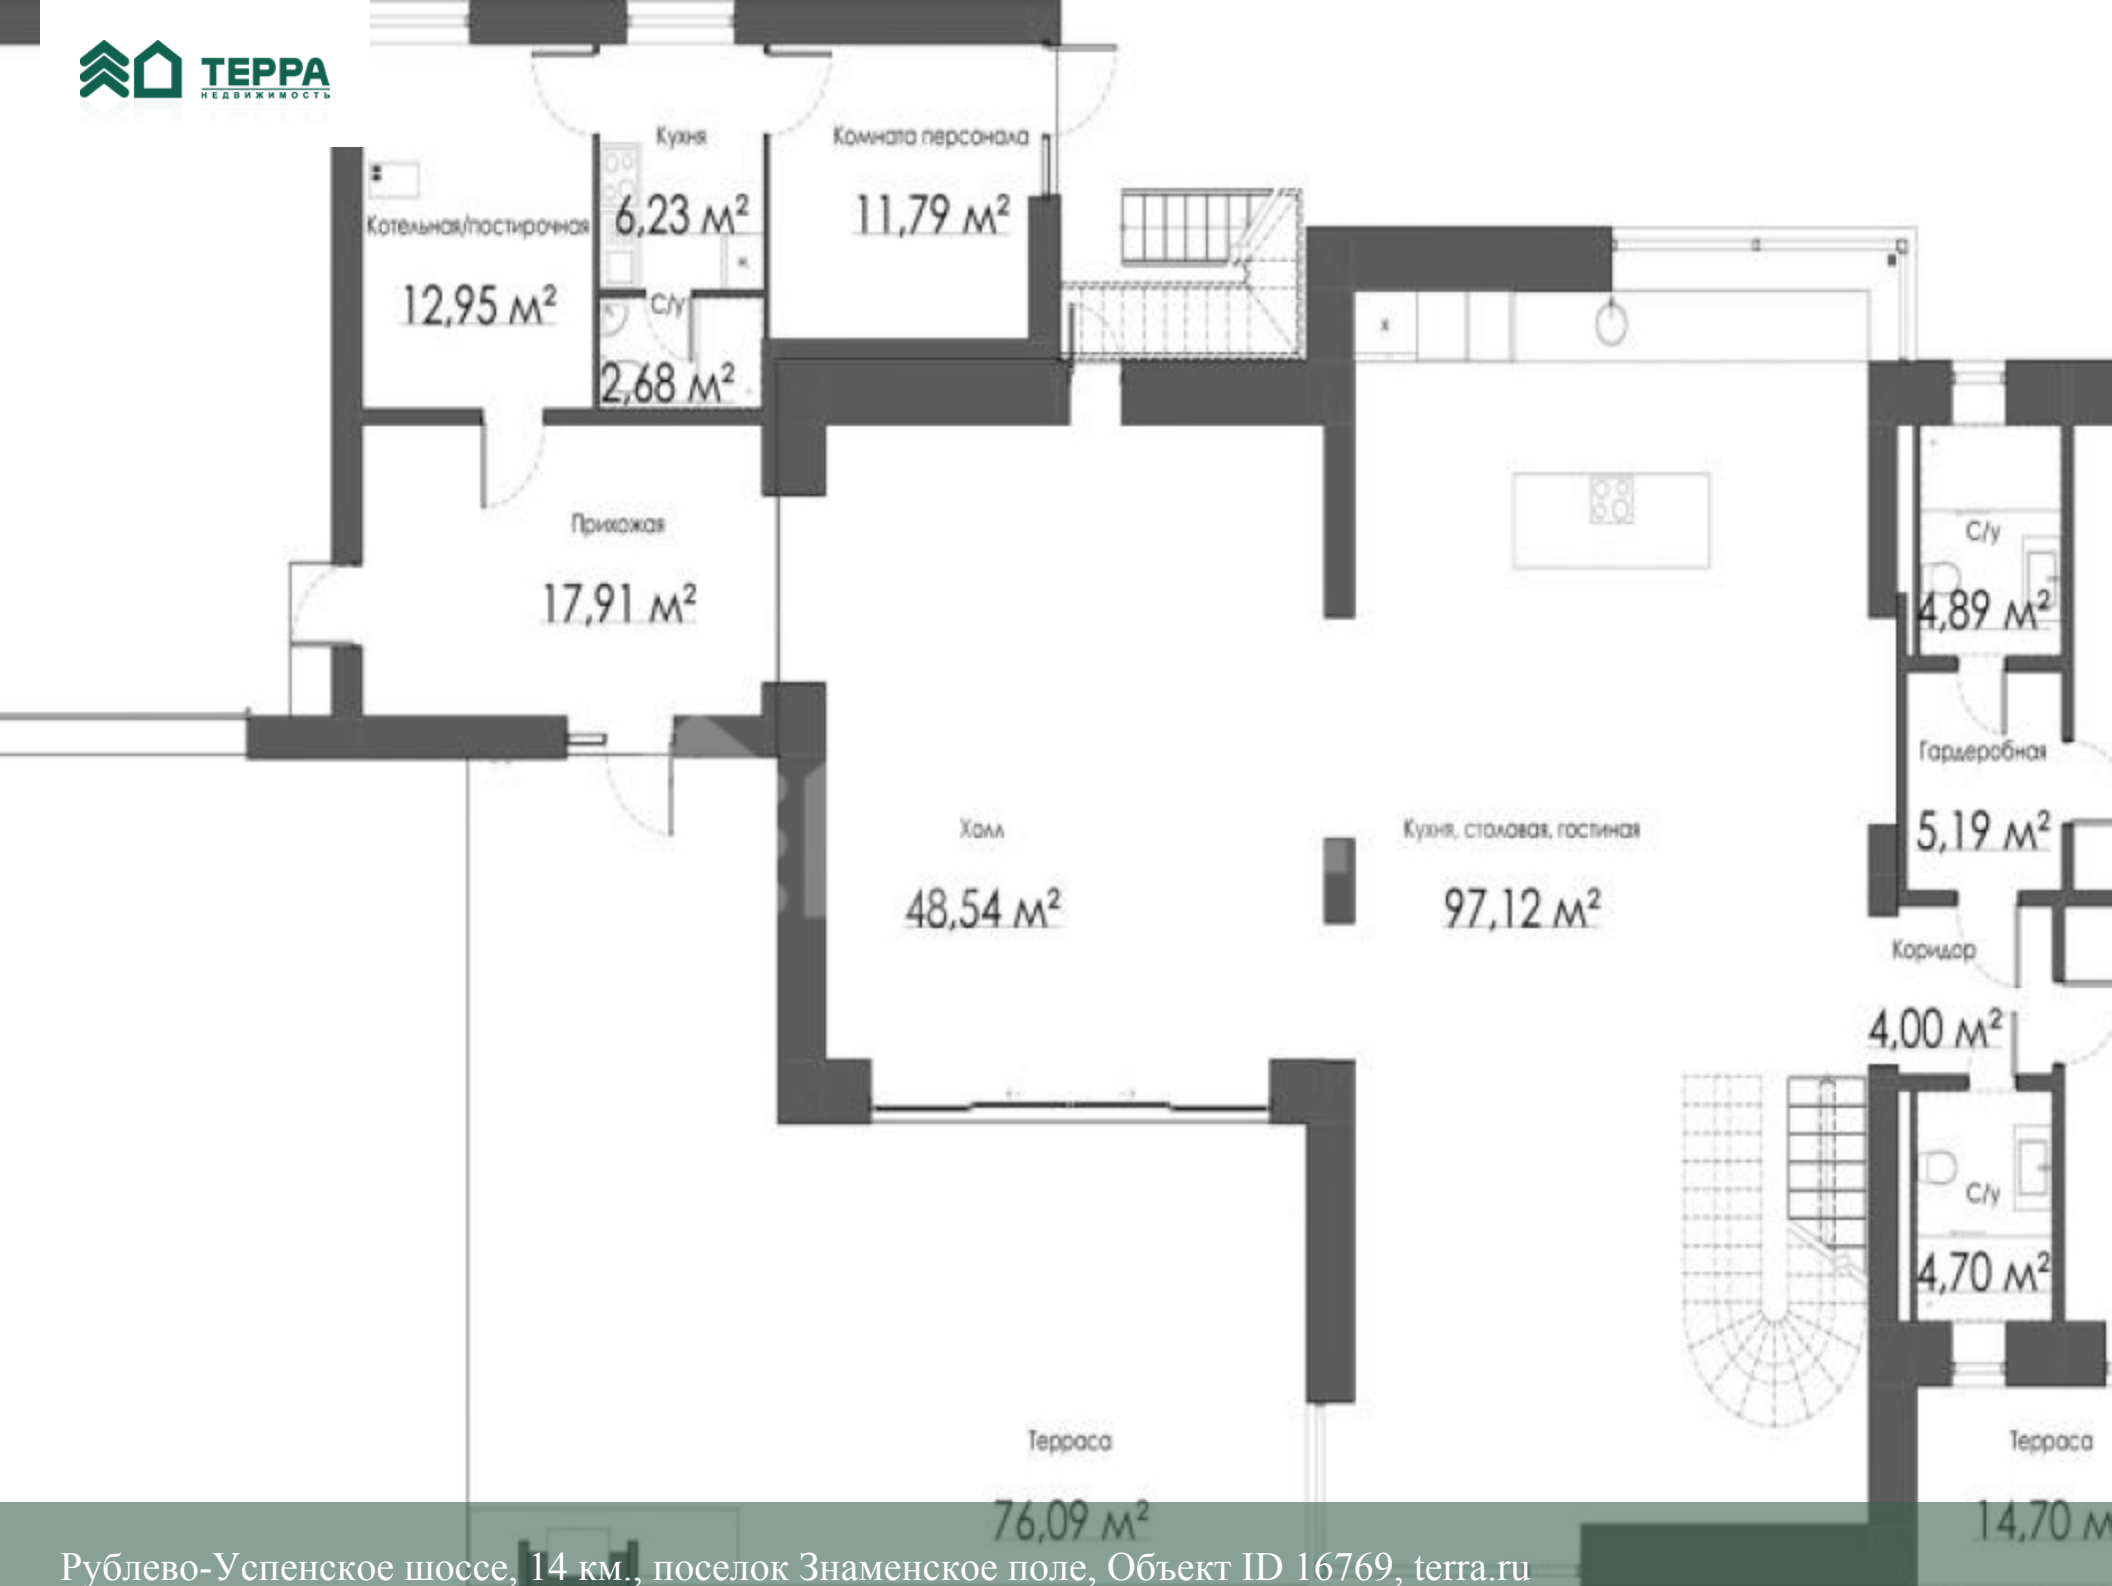 ТЕРРА
НЕДВИЖИМОСТЬ
Кухня
6,23 м²
Комната персонала
11,79 м²
Котельная/постирочная
12,95 м²
С/у
2,68 м²
x
Прихожая
17,91 м²
С/у
4,89 м²
Гардеробная
5,19 м²
Холл
48,54 м²
Кухня, столовая, гостиная
97,12 м²
Коридор
4,00 м²
С/у
4,70 м²
Терраса
76,09 м²
Терраса
14,70 м
Рублево-Успенское шоссе, 14 км., поселок Знаменское поле, Объект ID 16769, terra.ru